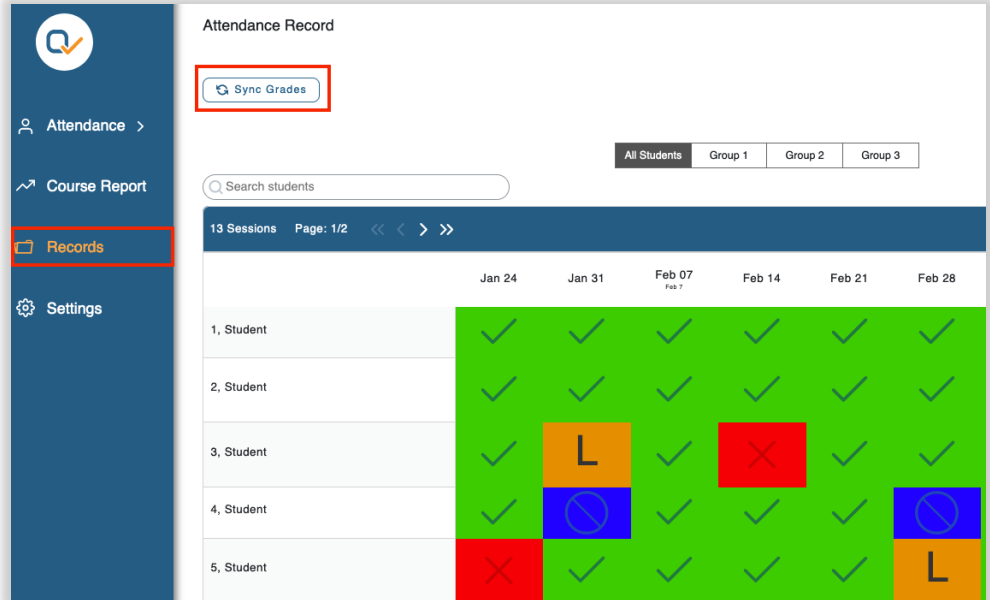 Attendance Record
Sync Grades
Attendance
Course Report
Records
Settings
All Students Group 1 Group 2 Group 3
Search students
13 Sessions Page: 1/2
Jan 24 Jan 31 Feb 07 Feb 14 Feb 21 Feb 28
Feb 7
1, Student
2, Student
3, Student
L
4, Student
5, Student
L